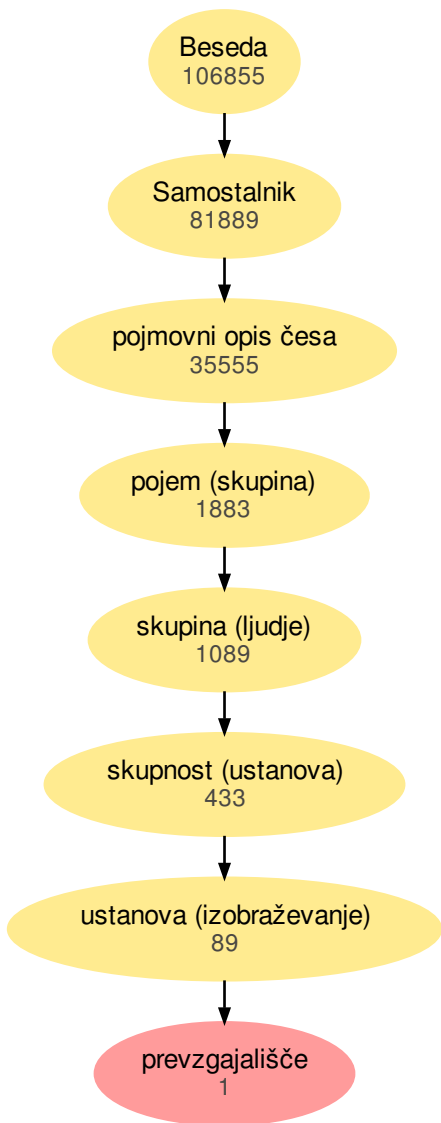 Beseda
106855
Samostalnik
81889
pojmovni opis česa
35555
pojem (skupina)
1883
skupina (ljudje)
1089
skupnost (ustanova)
433
ustanova (izobraževanje)
89
prevzgajališče
1